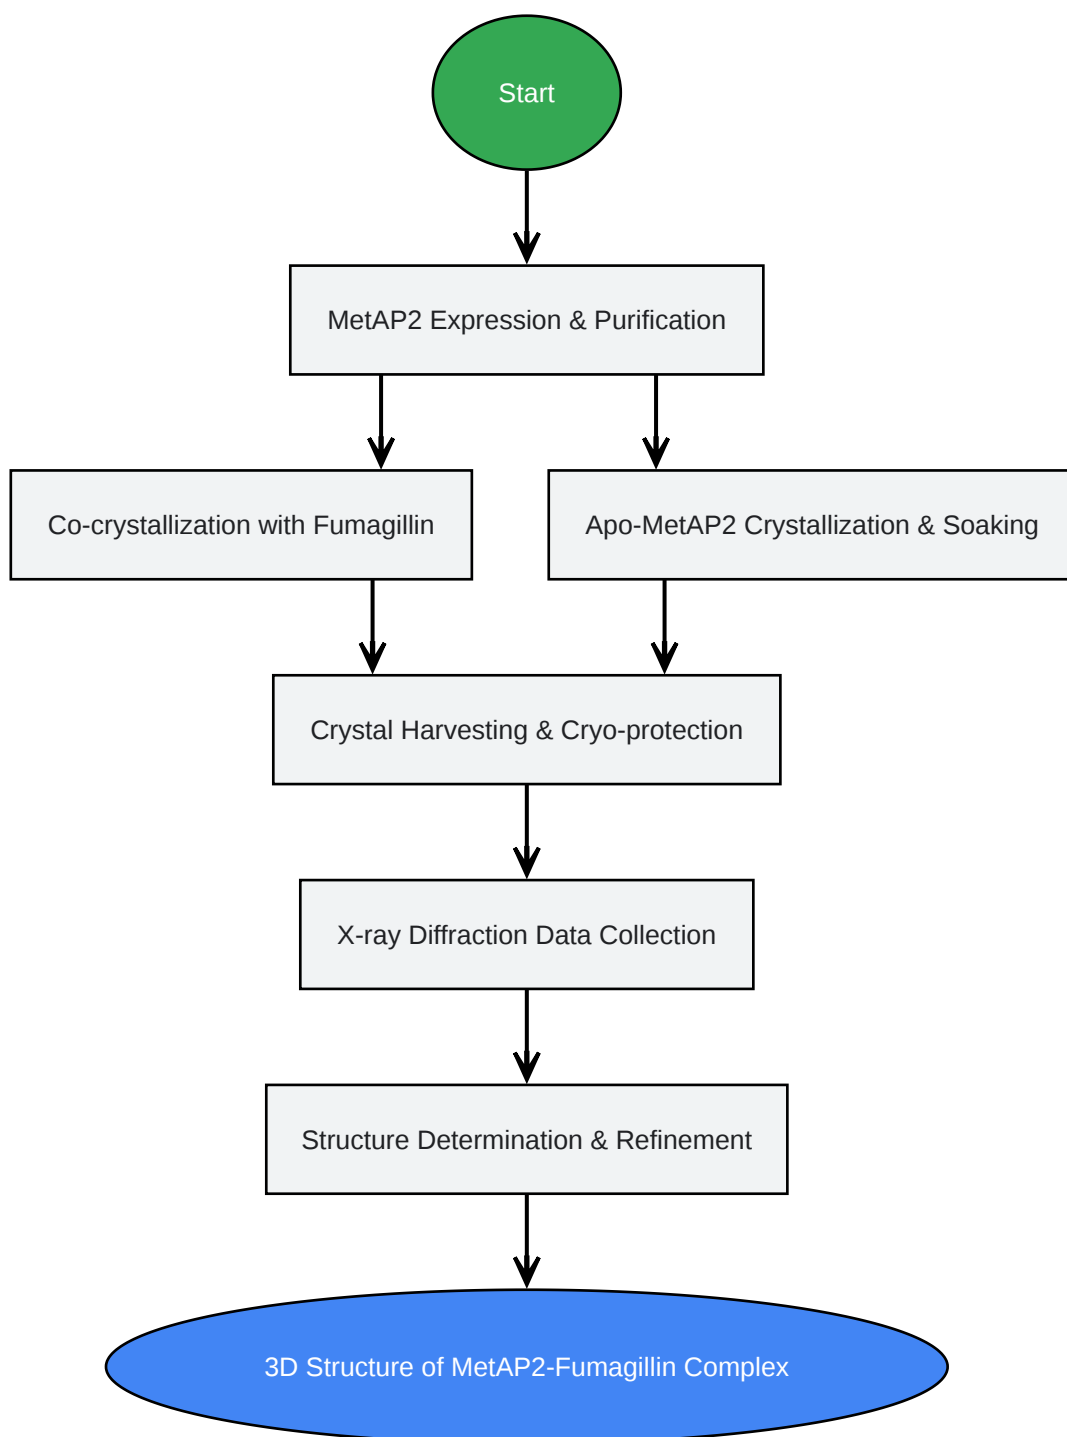 Start
MetAP2 Expression & Purification
Co-crystallization with Fumagillin
Apo-MetAP2 Crystallization & Soaking
Crystal Harvesting & Cryo-protection
X-ray Diffraction Data Collection
Structure Determination & Refinement
3D Structure of MetAP2-Fumagillin Complex